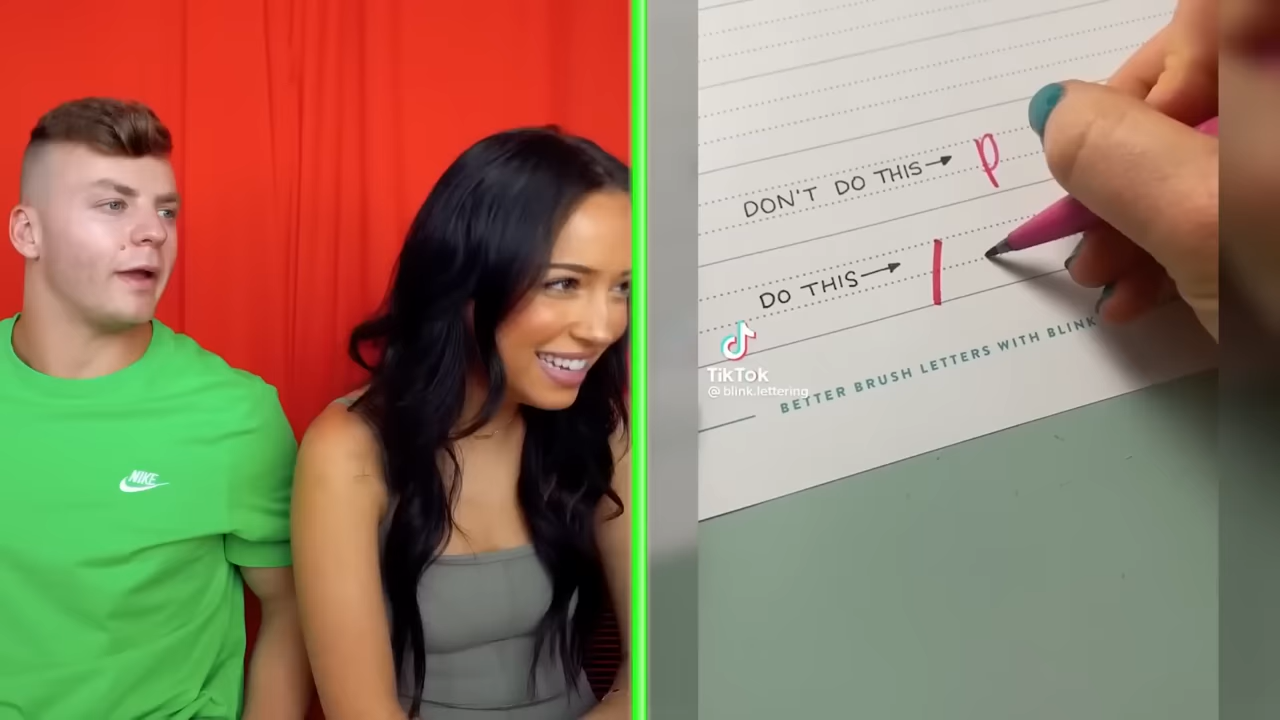 NIKE
DON'T DO THIS → p
DO THIS →
TikTok
@blink.lettering
BETTER BRUSH LETTERS WITH BLINK